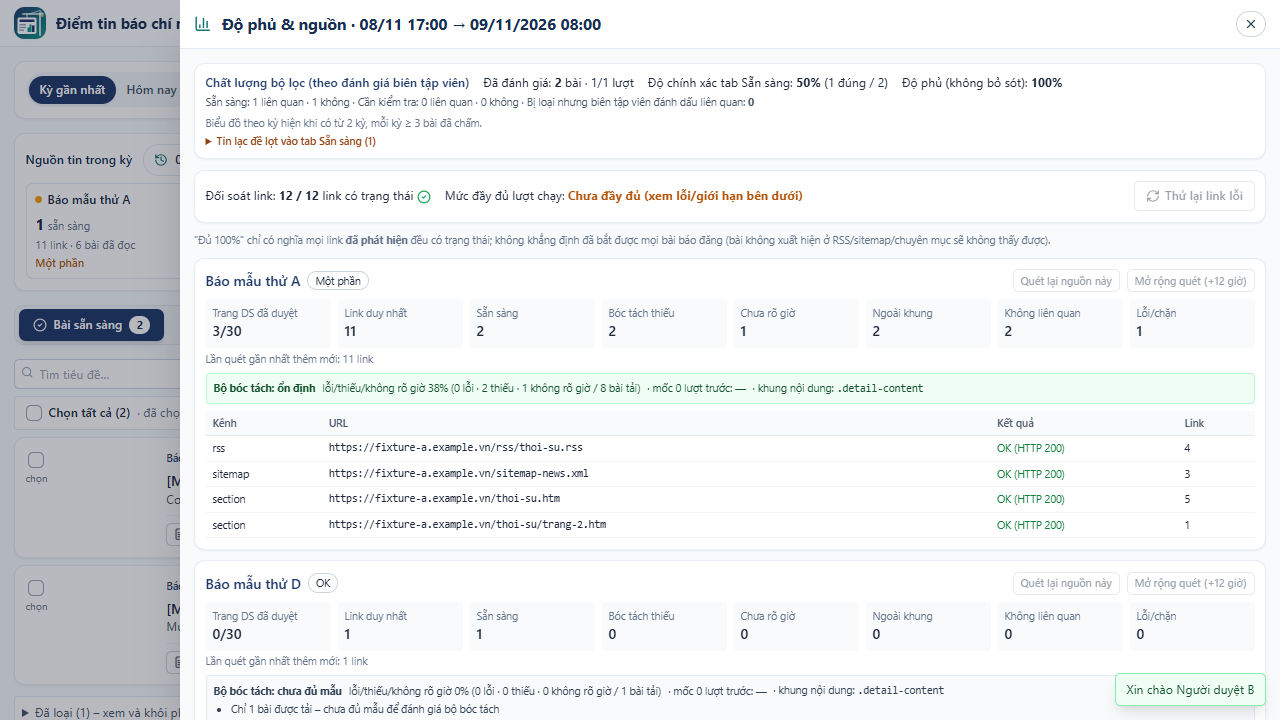 Điểm tin báo chí
Độ phủ & nguồn · 08/11 17:00 → 09/11/2026 08:00
Kỳ gần nhất
Hôm nay
Nguồn tin trong kỳ
Báo mẫu thử A
1 sẵn sàng
11 link · 6 bài đã đọc
Một phần
Bài sẵn sàng 2
Tìm tiêu đề...
Chọn tất cả (2) · đã chọ
chọn
chọn
Đã loại (1) – xem và khôi
Chất lượng bộ lọc (theo đánh giá biên tập viên) Đã đánh giá: 2 bài · 1/1 lượt Độ chính xác tab Sẵn sàng: 50% (1 đúng / 2) Độ phủ (không bỏ sót): 100%
Sẵn sàng: 1 liên quan · 1 không · Cần kiểm tra: 0 liên quan · 0 không · Bị loại nhưng biên tập viên đánh dấu liên quan: 0
Biểu đồ theo kỳ hiện khi có từ 2 kỳ, mỗi kỳ ≥ 3 bài đã chấm.
▶ Tin lạc đề lọt vào tab Sẵn sàng (1)
Đối soát link: 12 / 12 link có trạng thái Mức đầy đủ lượt chạy: Chưa đầy đủ (xem lỗi/giới hạn bên dưới) Thử lại link lỗi
"Đủ 100%" chỉ có nghĩa mọi link đã phát hiện đều có trạng thái; không khẳng định đã bắt được mọi bài báo đăng (bài không xuất hiện ở RSS/sitemap/chuyên mục sẽ không thấy được).
Báo mẫu thử A Một phần Quét lại nguồn này Mở rộng quét (+12 giờ)
Trang DS đã duyệt Link duy nhất Sẵn sàng Bóc tách thiếu Chưa rõ giờ Ngoài khung Không liên quan Lỗi/chặn
3/30 11 2 2 1 2 2 1
Lần quét gần nhất thêm mới: 11 link
Bộ bóc tách: ổn định lỗi/thiếu/không rõ giờ 38% (0 lỗi · 2 thiếu · 1 không rõ giờ / 8 bài tải) · mốc 0 lượt trước: — · khung nội dung: .detail-content
Kênh URL Kết quả Link
rss https://fixture-a.example.vn/rss/thoi-su.rss OK (HTTP 200) 4
sitemap https://fixture-a.example.vn/sitemap-news.xml OK (HTTP 200) 3
section https://fixture-a.example.vn/thoi-su.htm OK (HTTP 200) 5
section https://fixture-a.example.vn/thoi-su/trang-2.htm OK (HTTP 200) 1
Báo mẫu thử D OK Quét lại nguồn này Mở rộng quét (+12 giờ)
Trang DS đã duyệt Link duy nhất Sẵn sàng Bóc tách thiếu Chưa rõ giờ Ngoài khung Không liên quan Lỗi/chặn
0/30 1 1 0 0 0 0 0
Lần quét gần nhất thêm mới: 1 link
Bộ bóc tách: chưa đủ mẫu lỗi/thiếu/không rõ giờ 0% (0 lỗi · 0 thiếu · 0 không rõ giờ / 1 bài tải) · mốc 0 lượt trước: — · khung nội dung: .detail-content
• Chỉ 1 bài được tải – chưa đủ mẫu để đánh giá bộ bóc tách
Xin chào Người duyệt B